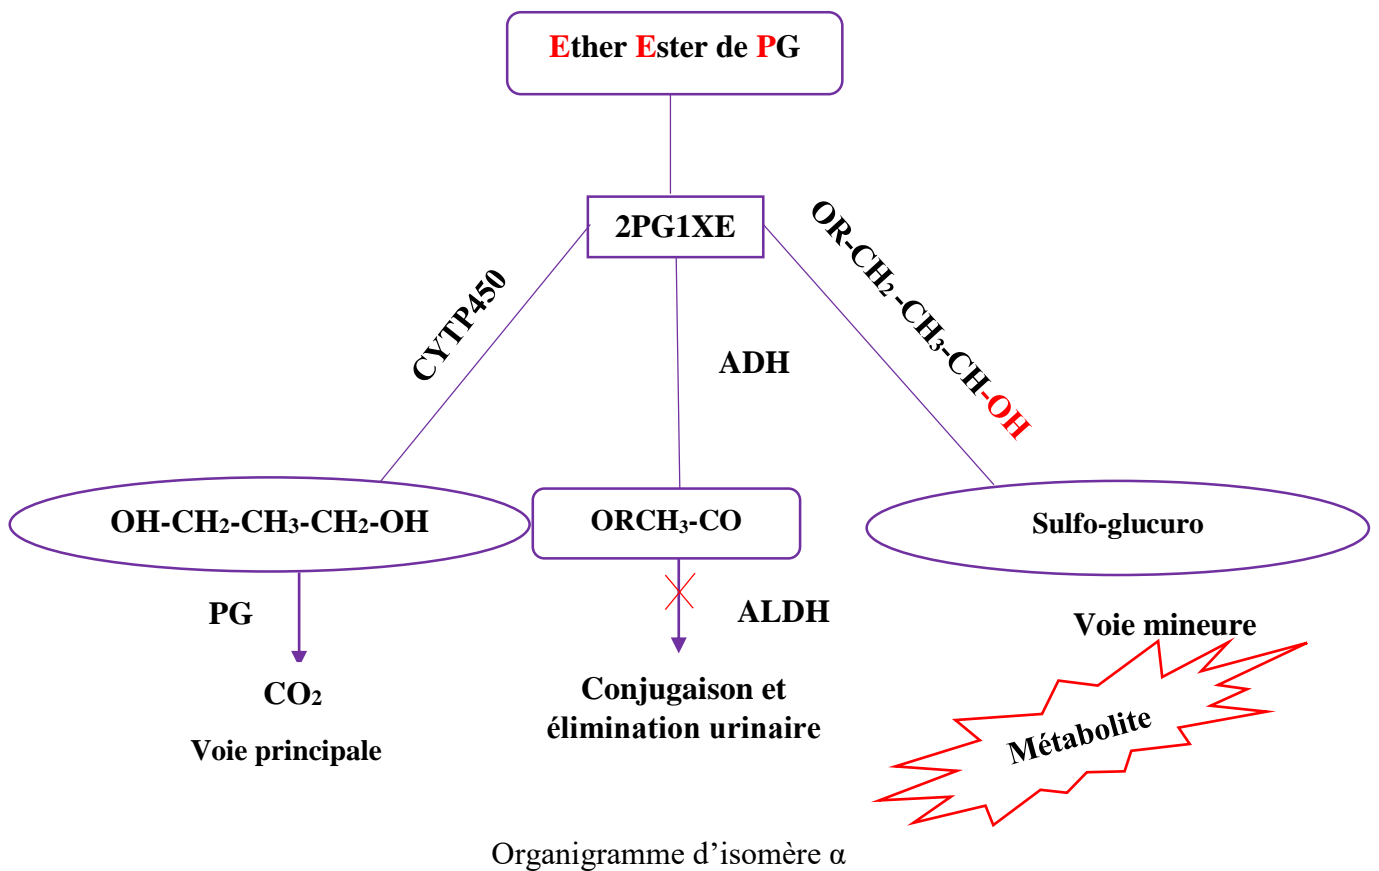 Ether Ester de PG
2PG1XE
CYTP450
ADH
OR-CH₂-CH₃-CH-OH
OH-CH₂-CH₃-CH₂-OH
ORCH₃-CO
Sulfo-glucuro
PG
ALDH
Voie mineure
CO₂
Conjugaison et
élimination urinaire
Voie principale
Métabolite
Organigramme d’isomère α